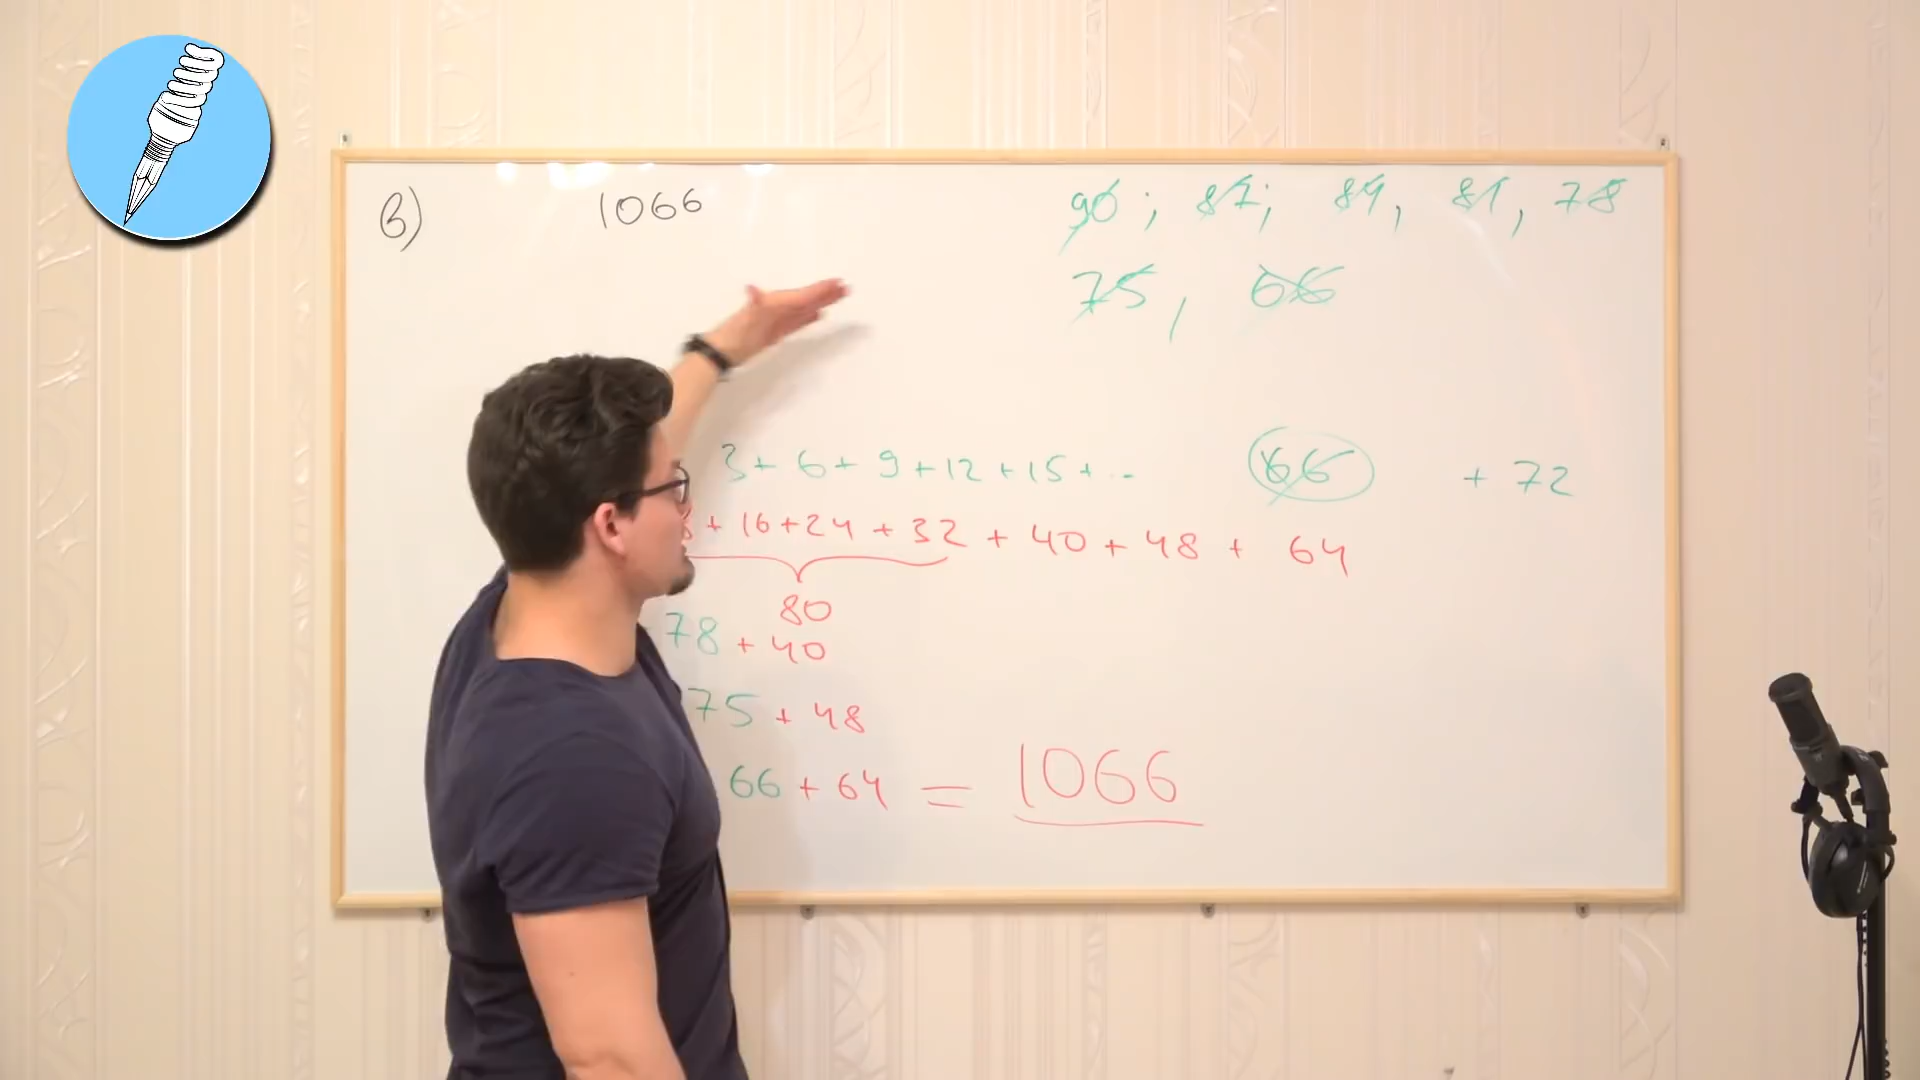 в) 1066 90; 87; 84, 81, 78
75, 66
3 + 6 + 9 + 12 + 15 + ... 66 + 72
8 + 16 + 24 + 32 + 40 + 48 + 64
80
78 + 40
75 + 48
66 + 64 = 1066